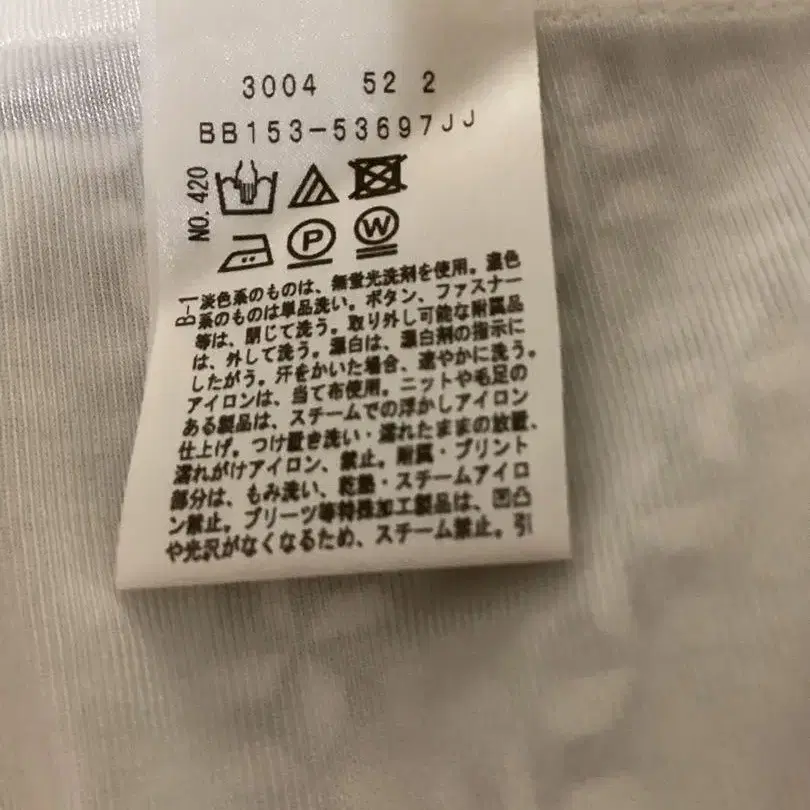 3004 52 2
BB153-53697JJ
NO. 420
P
W
B-1
淡色系のものは、無蛍光洗剤を使用。濃色
系のものは単品洗い。ボタン、ファスナー
等は、閉じて洗う。取り外し可能な附属品
は、外して洗う。漂白は、漂白剤の指示に
したがう。汗をかいた場合、速やかに洗う。
アイロンは、当て布使用。ニットや毛足の
ある製品は、スチームでの浮かしアイロン
仕上げ。つけ置き洗い・濡れたままの放置、
濡れがけアイロン、禁止。附属・プリント
部分は、もみ洗い、乾熱・スチームアイロ
ン禁止。プリーツ等特殊加工製品は、凹凸
や光沢がなくなるため、スチーム禁止。引